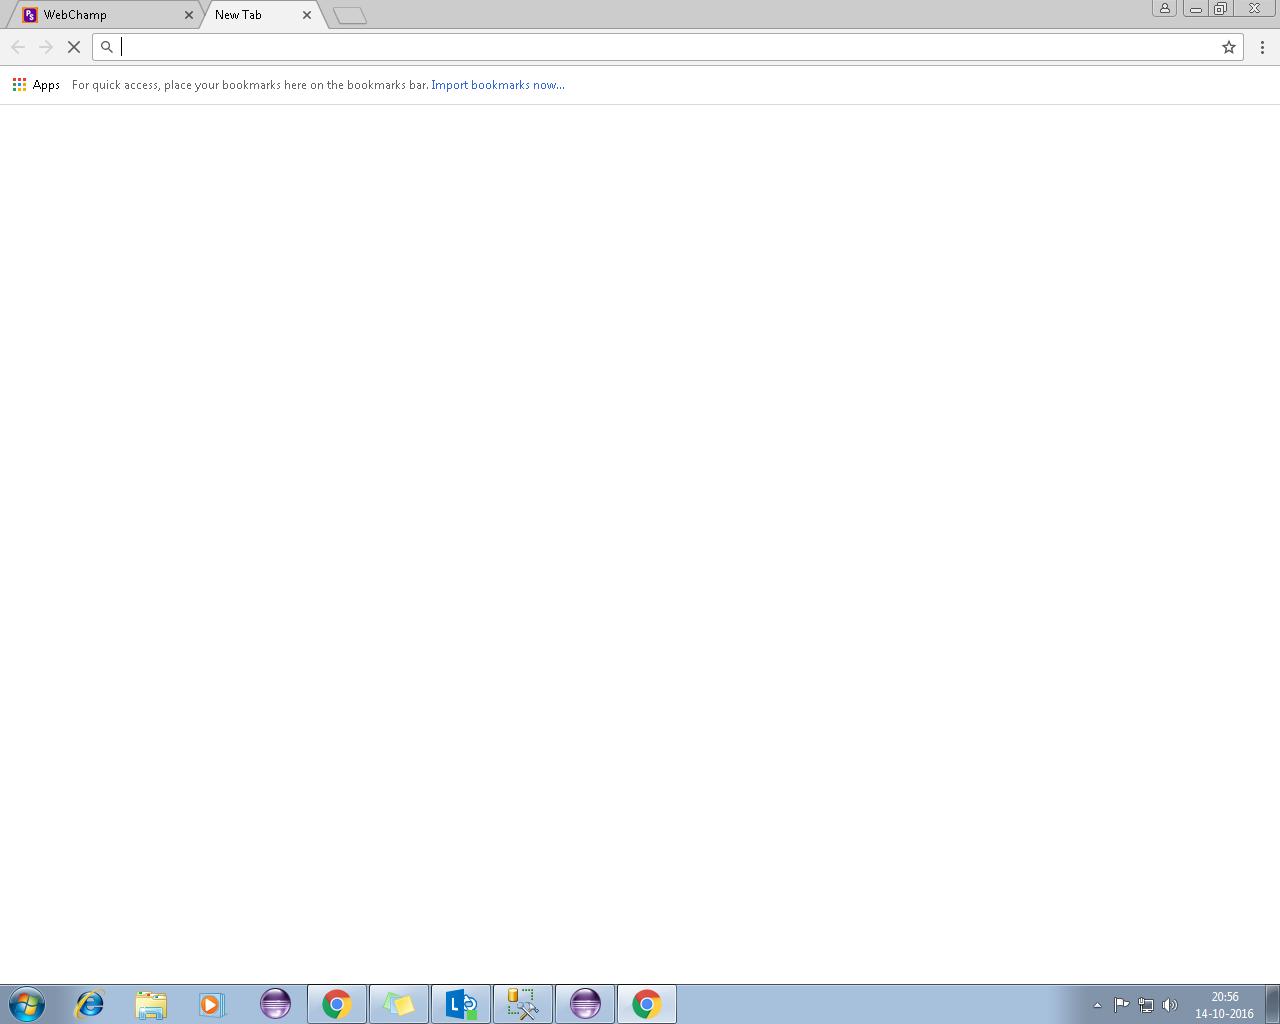 WebChamp
New Tab
Apps For quick access, place your bookmarks here on the bookmarks bar. Import bookmarks now...
20:56
14-10-2016